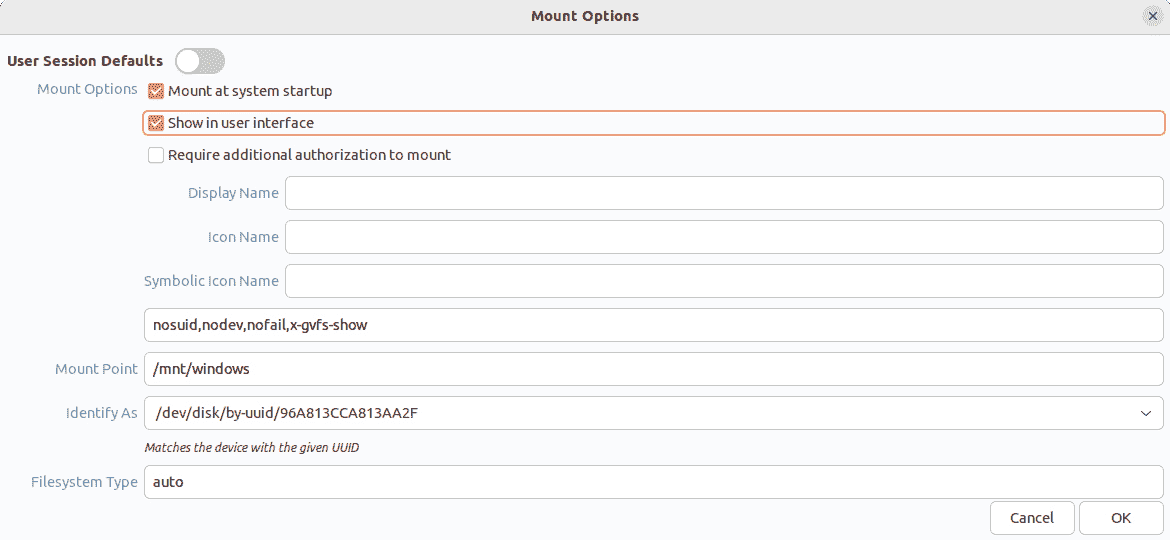 Mount Options
User Session Defaults
Mount Options Mount at system startup
Show in user interface
Require additional authorization to mount
Display Name
Icon Name
Symbolic Icon Name
nosuid,nodev,nofail,x-gvfs-show
Mount Point /mnt/windows
Identify As /dev/disk/by-uuid/96A813CCA813AA2F
Matches the device with the given UUID
Filesystem Type auto
Cancel OK